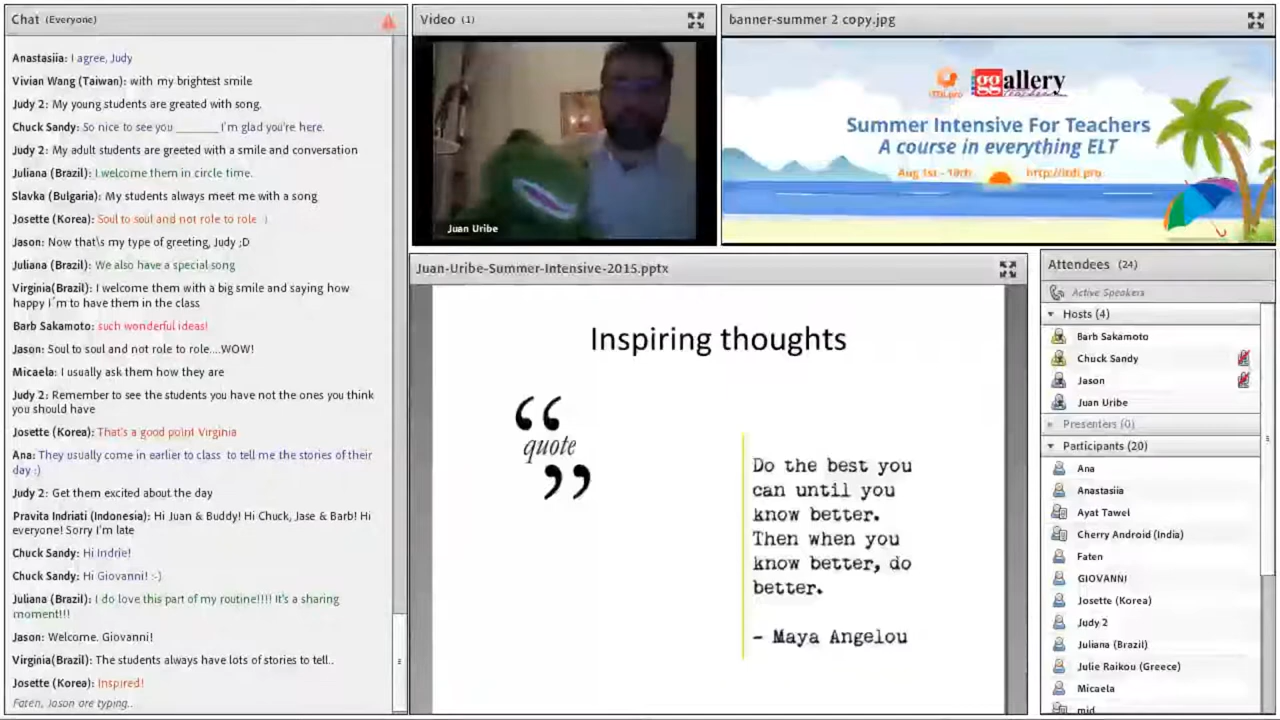 Chat (Everyone)
Anastasiia: I agree, Judy
Vivian Wang (Taiwan): with my brightest smile
Judy 2: My young students are greated with song.
Chuck Sandy: So nice to see you _______ I'm glad you're here.
Judy 2: My adult students are greeted with a smile and conversation
Juliana (Brazil): I welcome them in circle time.
Slavka (Bulgaria): My students always meet me with a song
Josette (Korea): Soul to soul and not role to role :)
Jason: Now that\s my type of greeting, Judy ;D
Juliana (Brazil): We also have a special song
Virginia(Brazil): I welcome them with a big smile and saying how
happy I´m to have them in the class
Barb Sakamoto: such wonderful ideas!
Jason: Soul to soul and not role to role....WOW!
Micaela: I usually ask them how they are
Judy 2: Remember to see the students you have not the ones you think
you should have
Josette (Korea): That's a good point Virginia
Ana: They usually come in earlier to class to tell me the stories of their
day :)
Judy 2: Get them excited about the day
Pravita Indriati (Indonesia): Hi Juan & Buddy! Hi Chuck, Jase & Barb! Hi
everyone! Sorry I'm late
Chuck Sandy: Hi Indrie!
Chuck Sandy: Hi Giovanni! :-)
Juliana (Brazil): I do love this part of my routine!!!! It's a sharing
moment!!!
Jason: Welcome. Giovanni!
Virginia(Brazil): The students always have lots of stories to tell..
Josette (Korea): Inspired!
Faten, Jason are typing..
Video (1)
Juan Uribe
banner-summer 2 copy.jpg
iTDi.pro
ggallery
teachers
Summer Intensive For Teachers
A course in everything ELT
Aug 1st - 10th http://itdi.pro
Juan-Uribe-Summer-Intensive-2015.pptx
Inspiring thoughts
quote
Do the best you
can until you
know better.
Then when you
know better, do
better.
– Maya Angelou
Attendees (24)
Active Speakers
Hosts (4)
Barb Sakamoto
Chuck Sandy
Jason
Juan Uribe
Presenters (0)
Participants (20)
Ana
Anastasiia
Ayat Tawel
Cherry Android (India)
Faten
GIOVANNI
Josette (Korea)
Judy 2
Juliana (Brazil)
Julie Raikou (Greece)
Micaela
mid